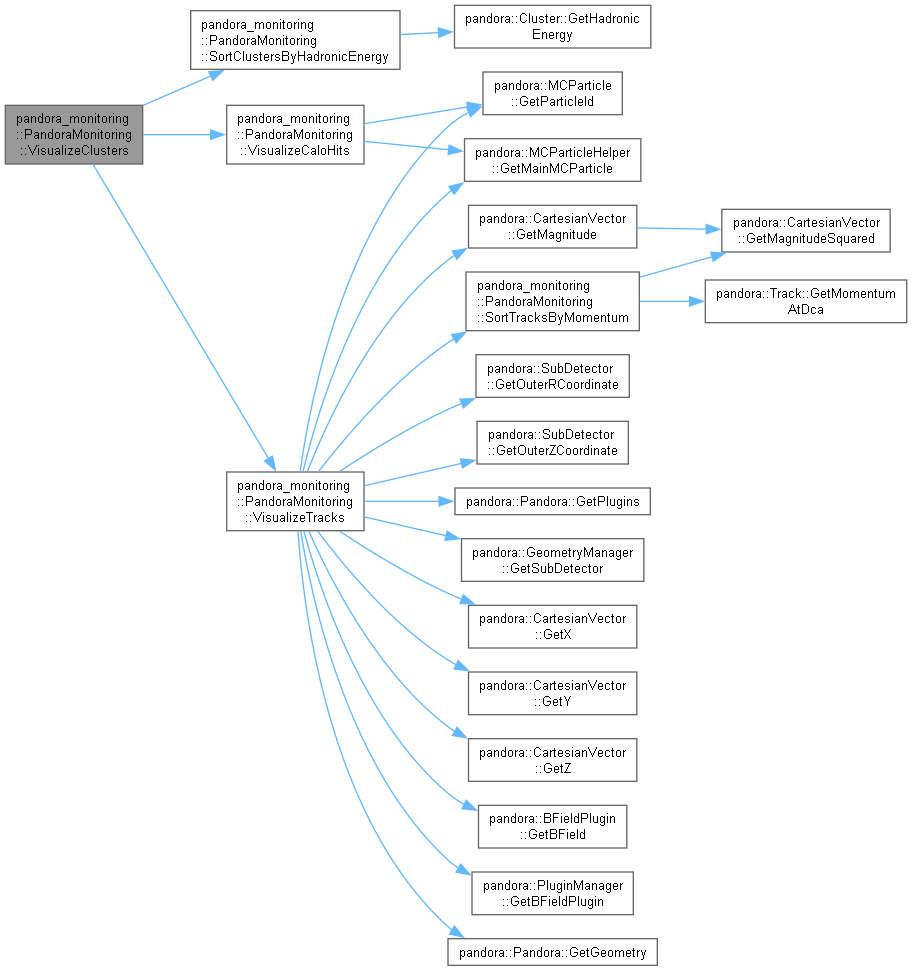 pandora_monitoring
::PandoraMonitoring
::VisualizeClusters
pandora_monitoring
::PandoraMonitoring
::SortClustersByHadronicEnergy
pandora::Cluster::GetHadronic
Energy
pandora_monitoring
::PandoraMonitoring
::VisualizeCaloHits
pandora::MCParticle
::GetParticleId
pandora::MCParticleHelper
::GetMainMCParticle
pandora_monitoring
::PandoraMonitoring
::VisualizeTracks
pandora::CartesianVector
::GetMagnitude
pandora::CartesianVector
::GetMagnitudeSquared
pandora_monitoring
::PandoraMonitoring
::SortTracksByMomentum
pandora::Track::GetMomentum
AtDca
pandora::SubDetector
::GetOuterRCoordinate
pandora::SubDetector
::GetOuterZCoordinate
pandora::Pandora::GetPlugins
pandora::GeometryManager
::GetSubDetector
pandora::CartesianVector
::GetX
pandora::CartesianVector
::GetY
pandora::CartesianVector
::GetZ
pandora::BFieldPlugin
::GetBField
pandora::PluginManager
::GetBFieldPlugin
pandora::Pandora::GetGeometry